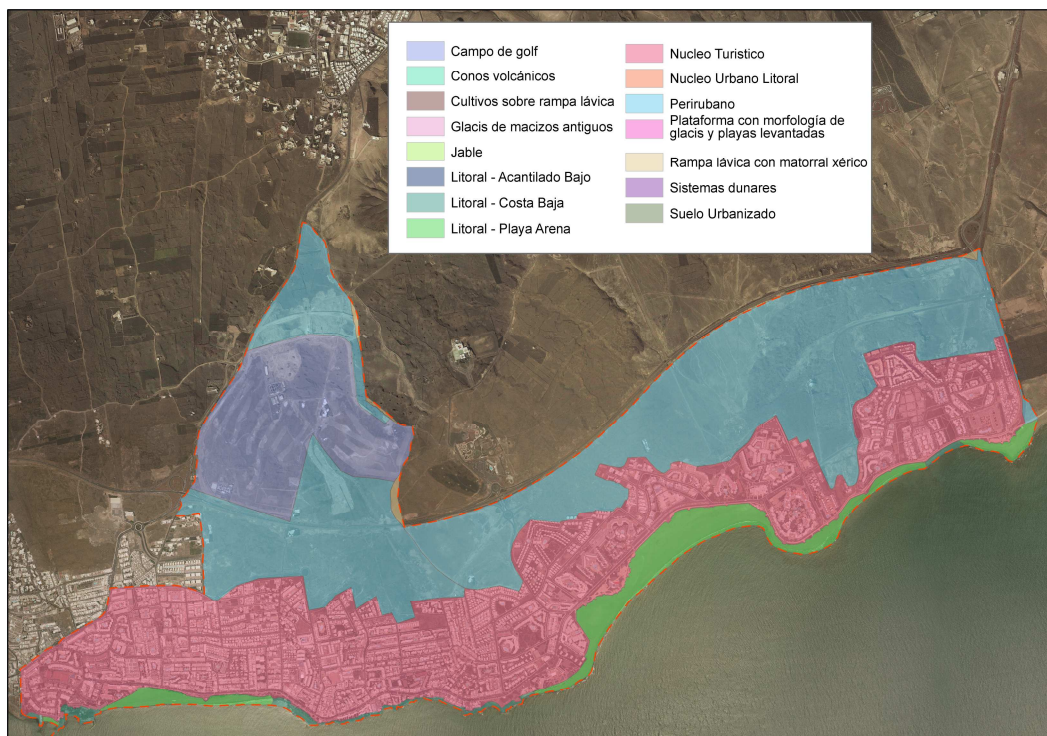 Campo de golf
Conos volcánicos
Cultivos sobre rampa lávica
Glacis de macizos antiguos
Jable
Litoral - Acantilado Bajo
Litoral - Costa Baja
Litoral - Playa Arena
Nucleo Turistico
Nucleo Urbano Litoral
Perirubano
Plataforma con morfología de
glacis y playas levantadas
Rampa lávica con matorral xérico
Sistemas dunares
Suelo Urbanizado